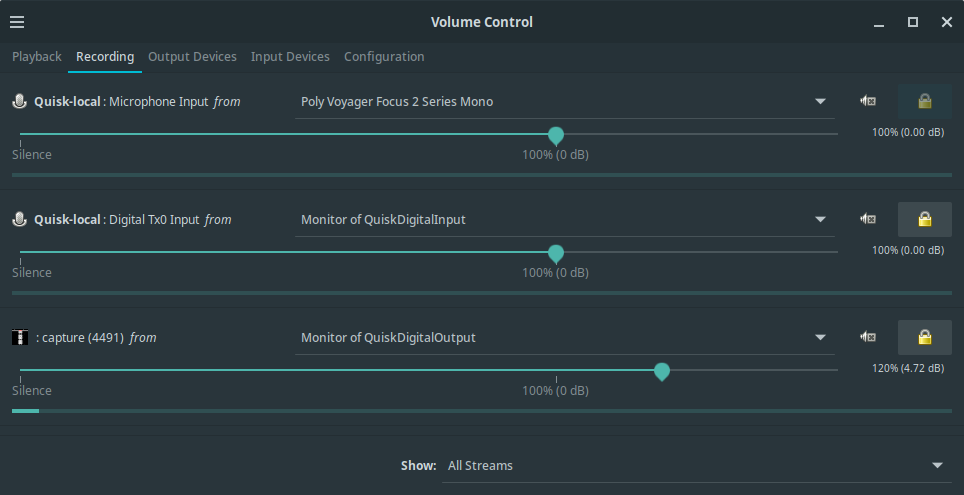 Volume Control
Playback Recording Output Devices Input Devices Configuration
Quisk-local : Microphone Input from Poly Voyager Focus 2 Series Mono
100% (0.00 dB)
Silence 100% (0 dB)
Quisk-local : Digital Tx0 Input from Monitor of QuiskDigitalInput
100% (0.00 dB)
Silence 100% (0 dB)
: capture (4491) from Monitor of QuiskDigitalOutput
120% (4.72 dB)
Silence 100% (0 dB)
Show: All Streams